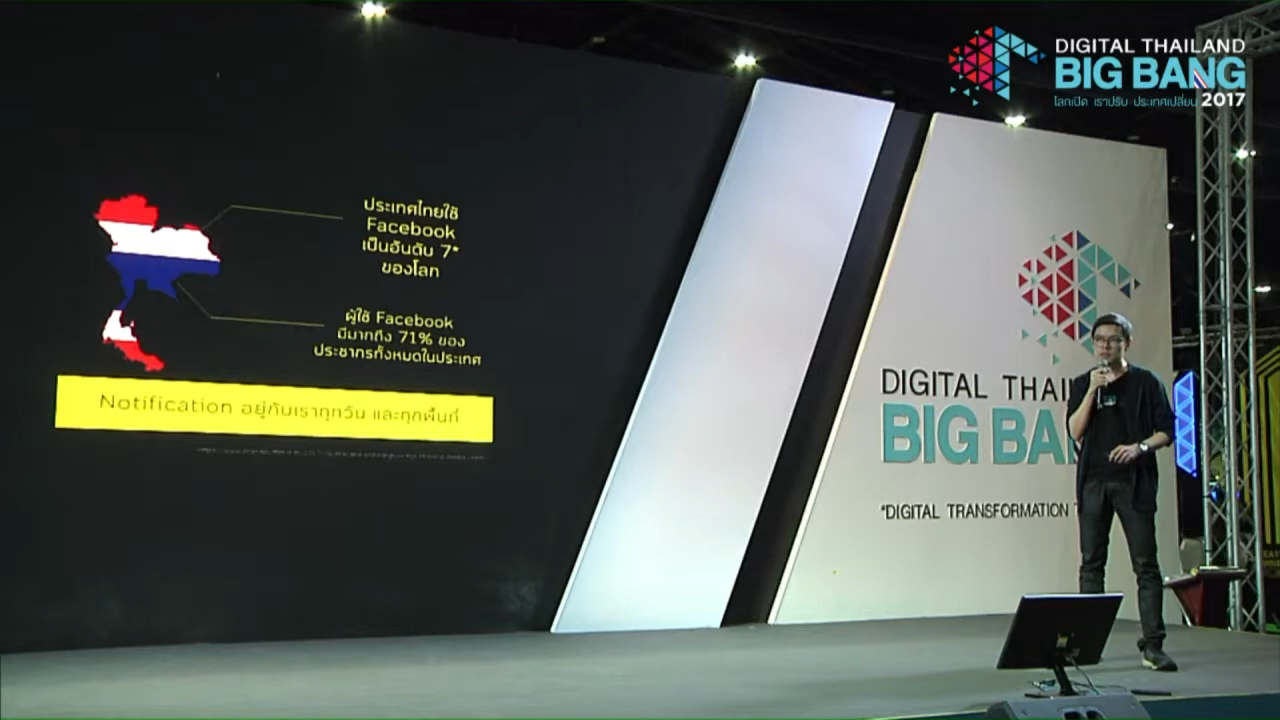 DIGITAL THAILAND
BIG BANG
โลกเปิด เราปรับ ประเทศเปลี่ยน 2017
ประเทศไทยใช้
Facebook
เป็นอันดับ 7*
ของโลก
ผู้ใช้ Facebook
มีมากถึง 71% ของ
ประชากรทั้งหมดในประเทศ
Notification อยู่กับเราทุกวัน และทุกพื้นที่
DIGITAL THAI
BIG BA
"DIGITAL TRANSFORMATION